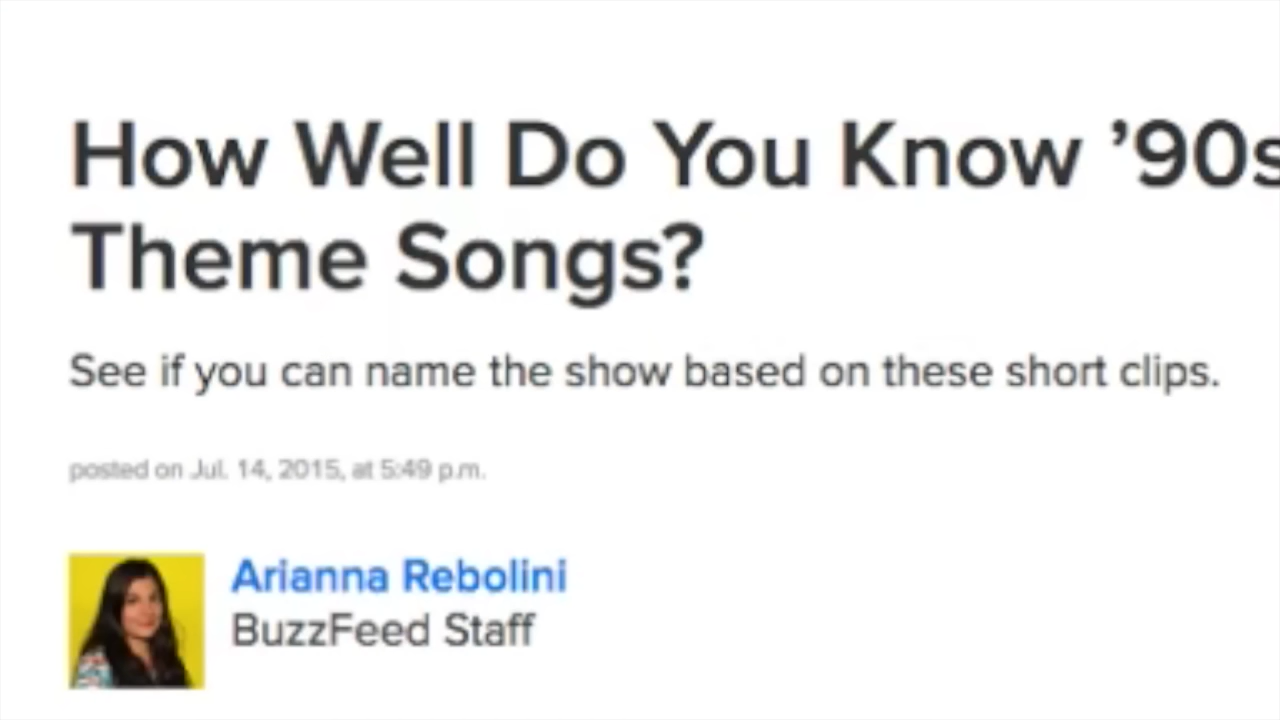 How Well Do You Know ’90s
Theme Songs?
See if you can name the show based on these short clips.
posted on Jul. 14, 2015, at 5:49 p.m.
Arianna Rebolini
BuzzFeed Staff